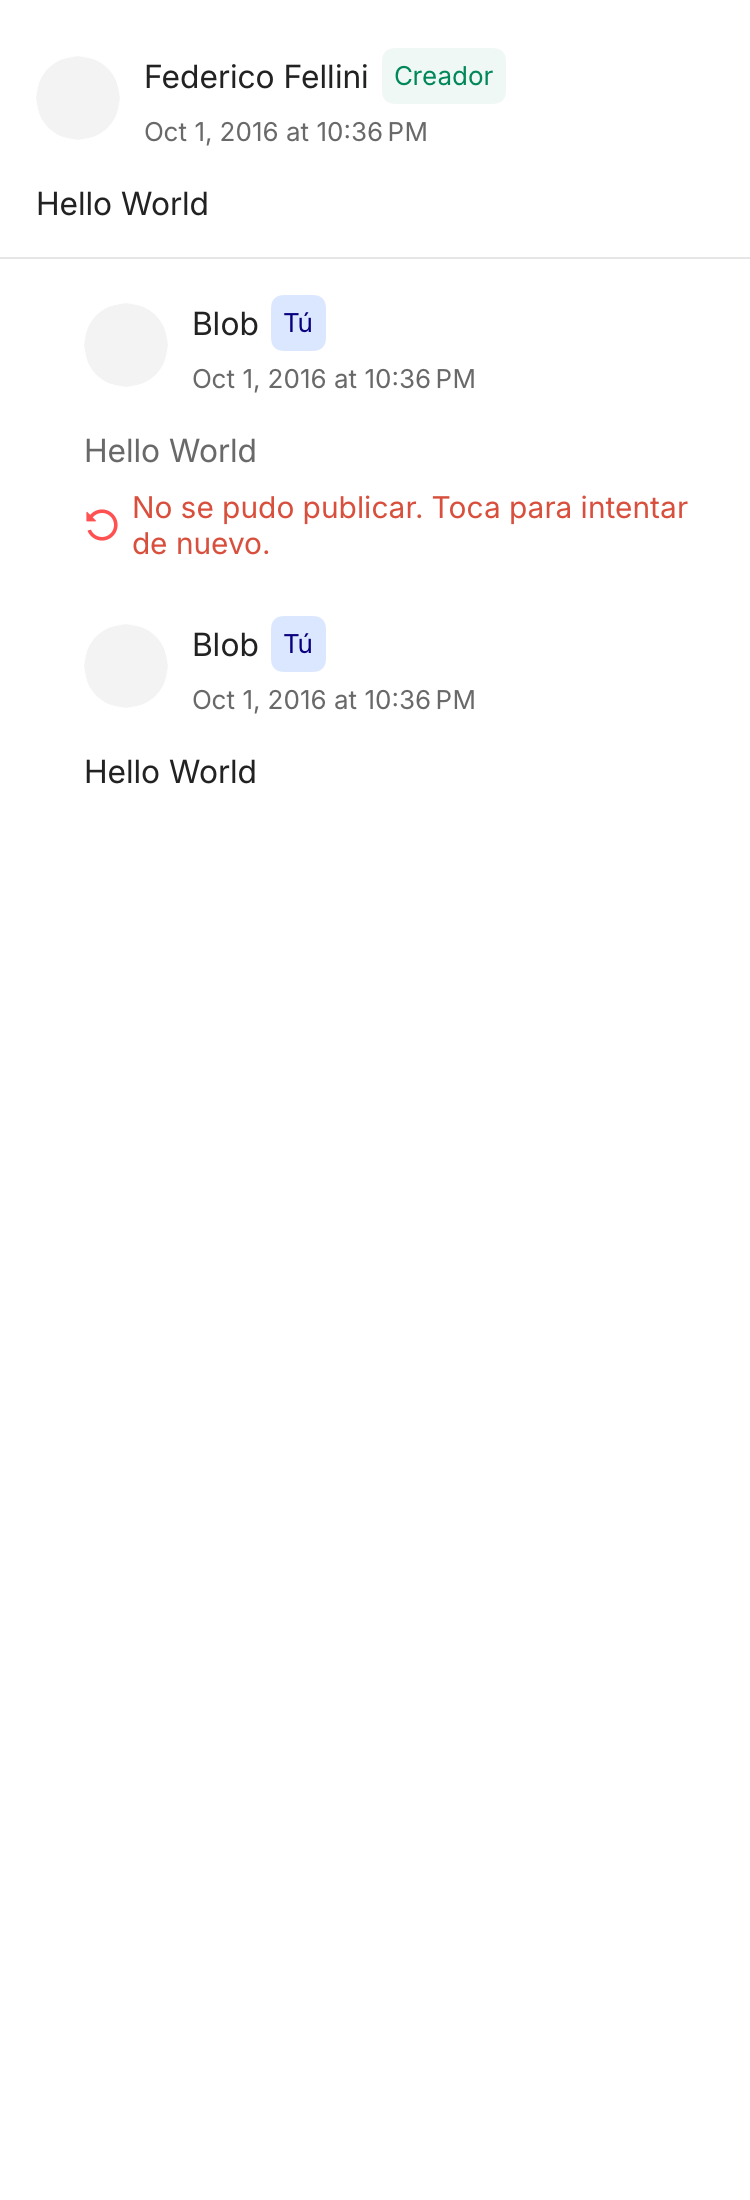 Federico Fellini Creador
Oct 1, 2016 at 10:36 PM
Hello World
Blob Tú
Oct 1, 2016 at 10:36 PM
Hello World
No se pudo publicar. Toca para intentar
de nuevo.
Blob Tú
Oct 1, 2016 at 10:36 PM
Hello World